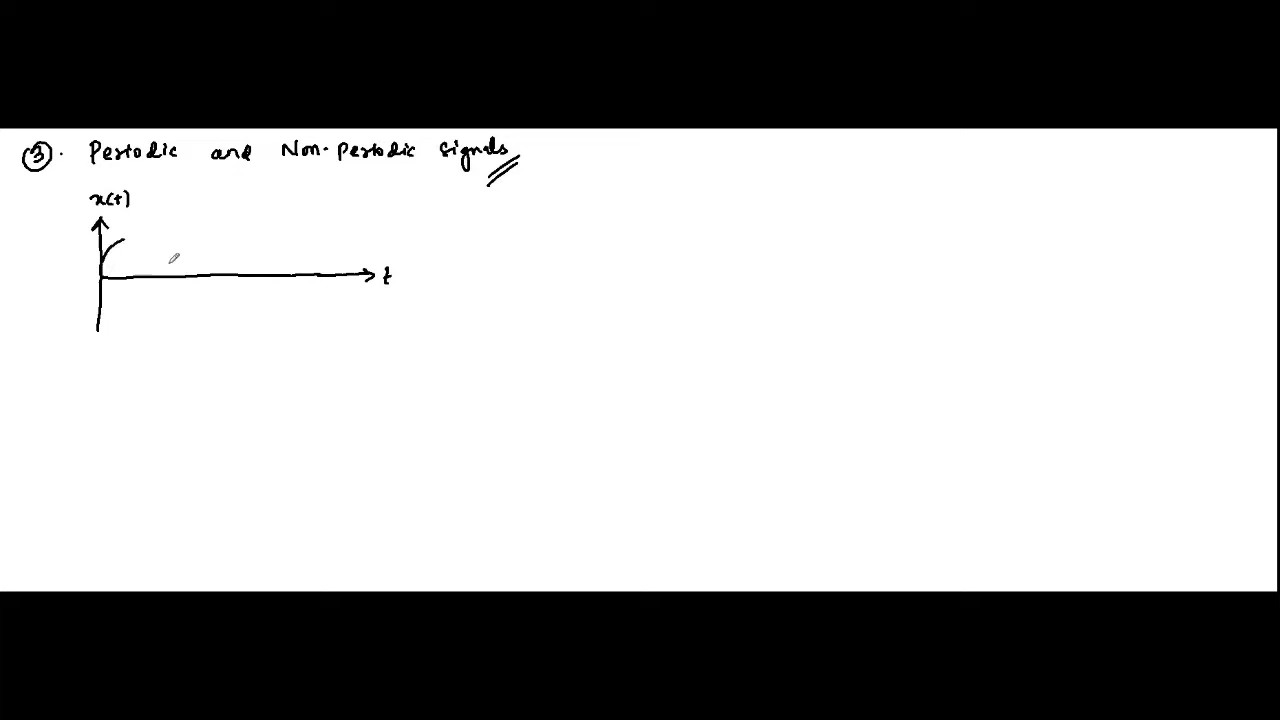 ③. Periodic and Non-Periodic Signals
x(t)
t